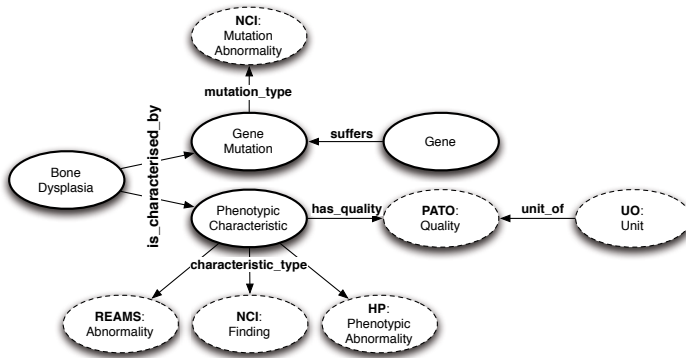 NCI:
Mutation
Abnormality
mutation_type
Gene
Mutation
suffers
Gene
is_characterised_by
Bone
Dysplasia
Phenotypic
Characteristic
has_quality
PATO:
Quality
unit_of
UO:
Unit
characteristic_type
REAMS:
Abnormality
NCI:
Finding
HP:
Phenotypic
Abnormality